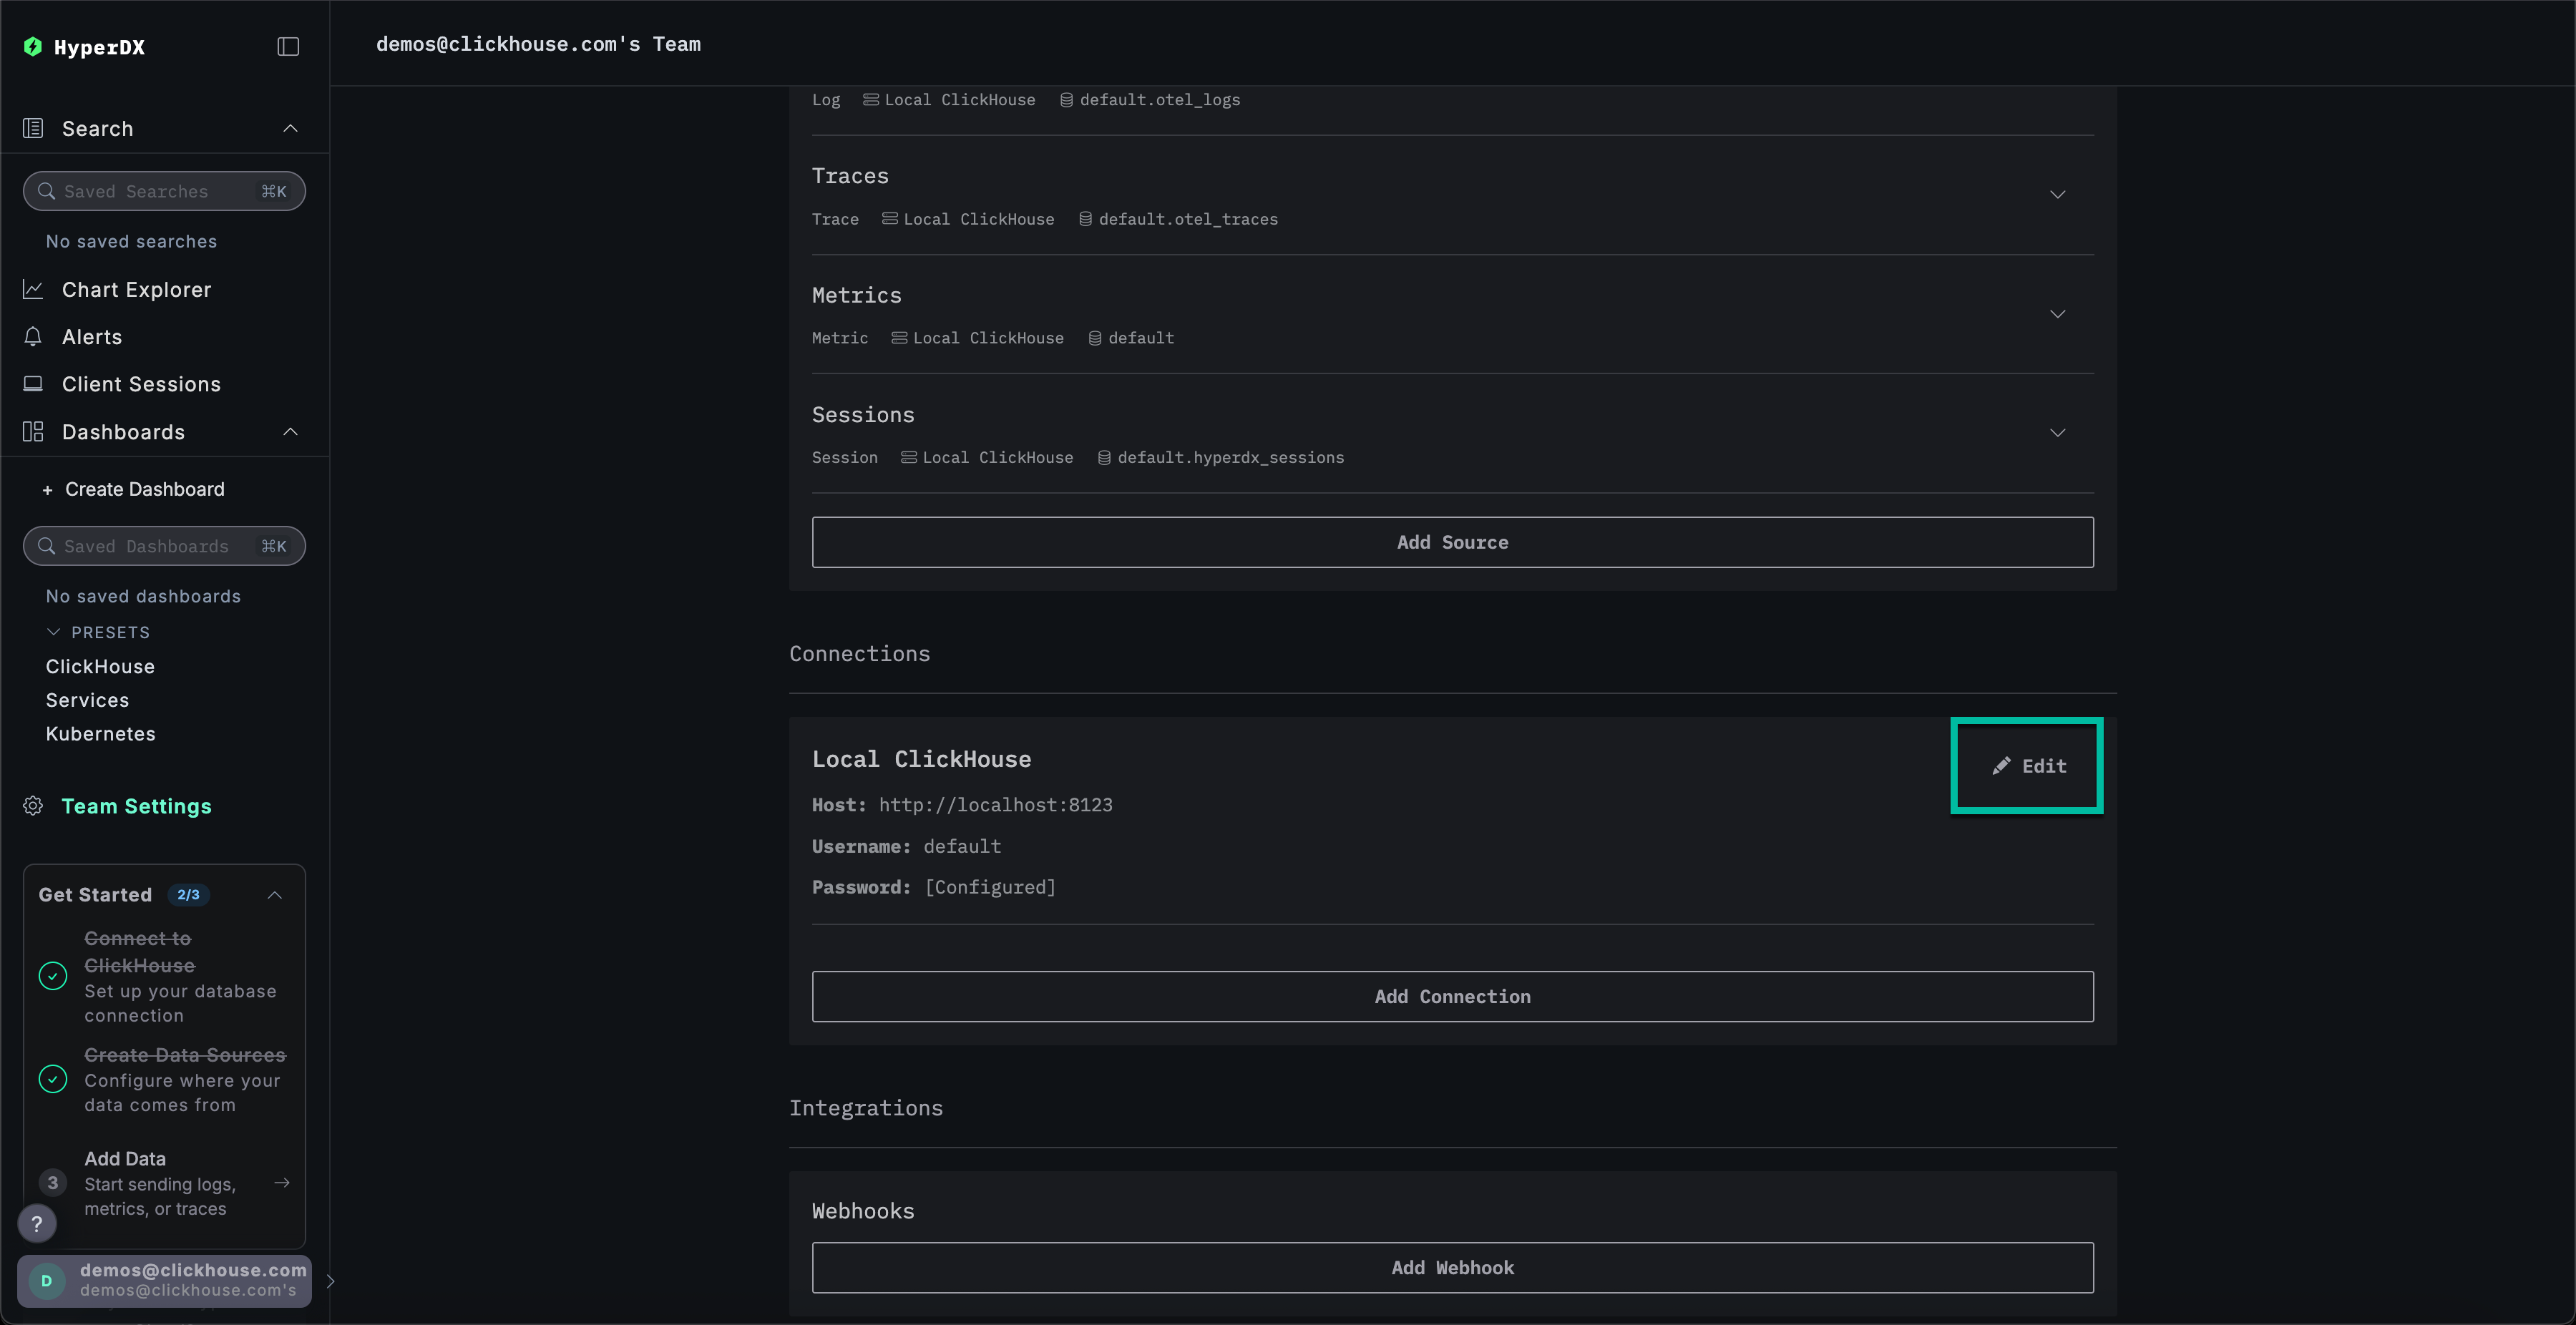 HyperDX
Search
Saved Searches ⌘K
No saved searches
Chart Explorer
Alerts
Client Sessions
Dashboards
+ Create Dashboard
Saved Dashboards ⌘K
No saved dashboards
PRESETS
ClickHouse
Services
Kubernetes
Team Settings
Get Started 2/3
Connect to
ClickHouse
Set up your database
connection
Create Data Sources
Configure where your
data comes from
3 Add Data
Start sending logs,
metrics, or traces
?
D demos@clickhouse.com
demos@clickhouse.com's
demos@clickhouse.com's Team
Log Local ClickHouse default.otel_logs
Traces
Trace Local ClickHouse default.otel_traces
Metrics
Metric Local ClickHouse default
Sessions
Session Local ClickHouse default.hyperdx_sessions
Add Source
Connections
Local ClickHouse
Edit
Host: http://localhost:8123
Username: default
Password: [Configured]
Add Connection
Integrations
Webhooks
Add Webhook